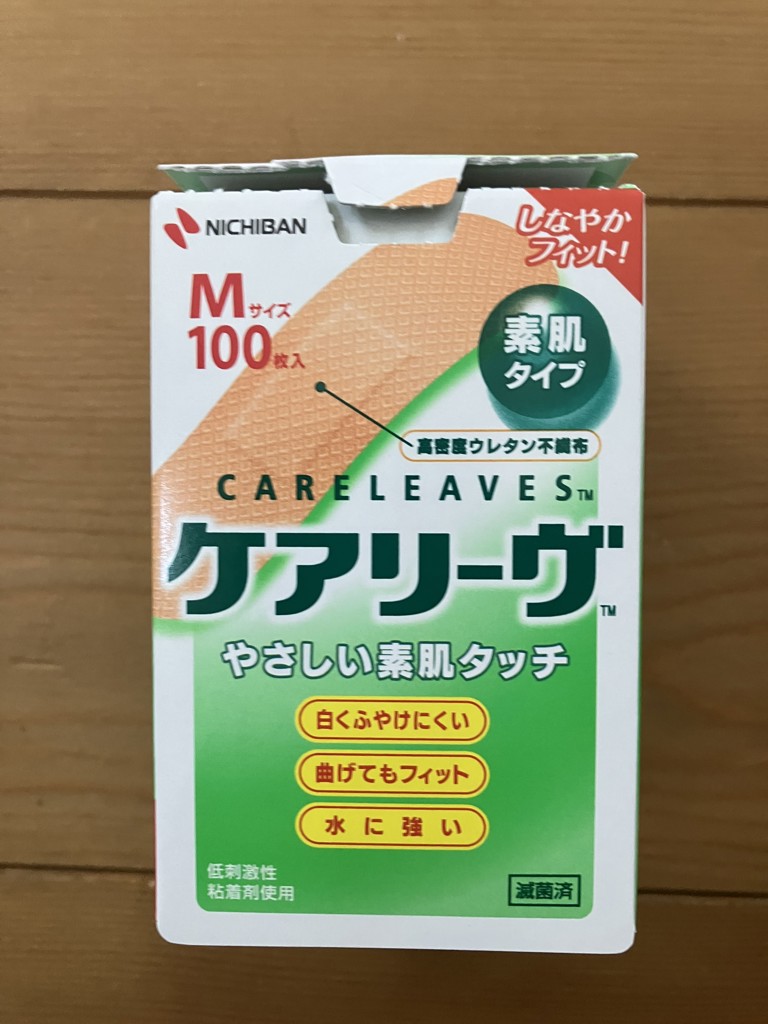 NICHIBAN
しなやか
フィット!
Mサイズ
100枚入
素肌
タイプ
高密度ウレタン不織布
CARELEAVES™
ケアリーヴ™
やさしい素肌タッチ
白くふやけにくい
曲げてもフィット
水に強い
低刺激性
粘着剤使用
滅菌済